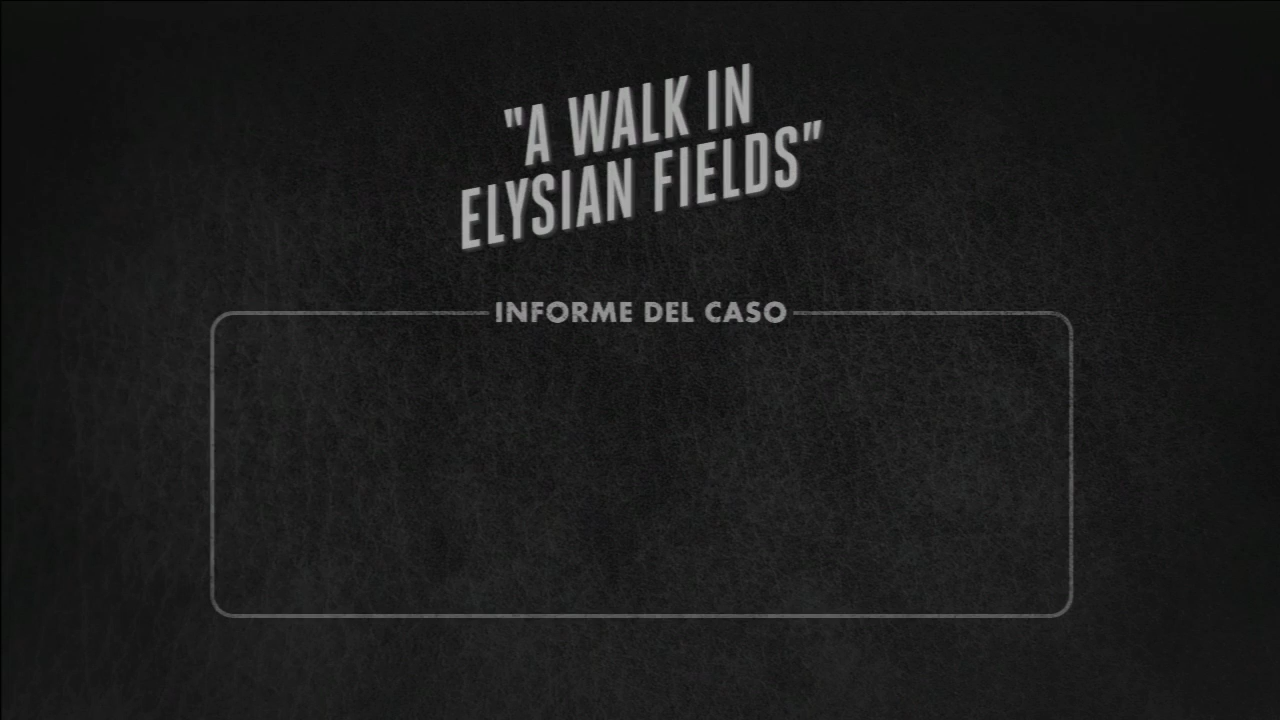 "A WALK IN
ELYSIAN FIELDS"
INFORME DEL CASO